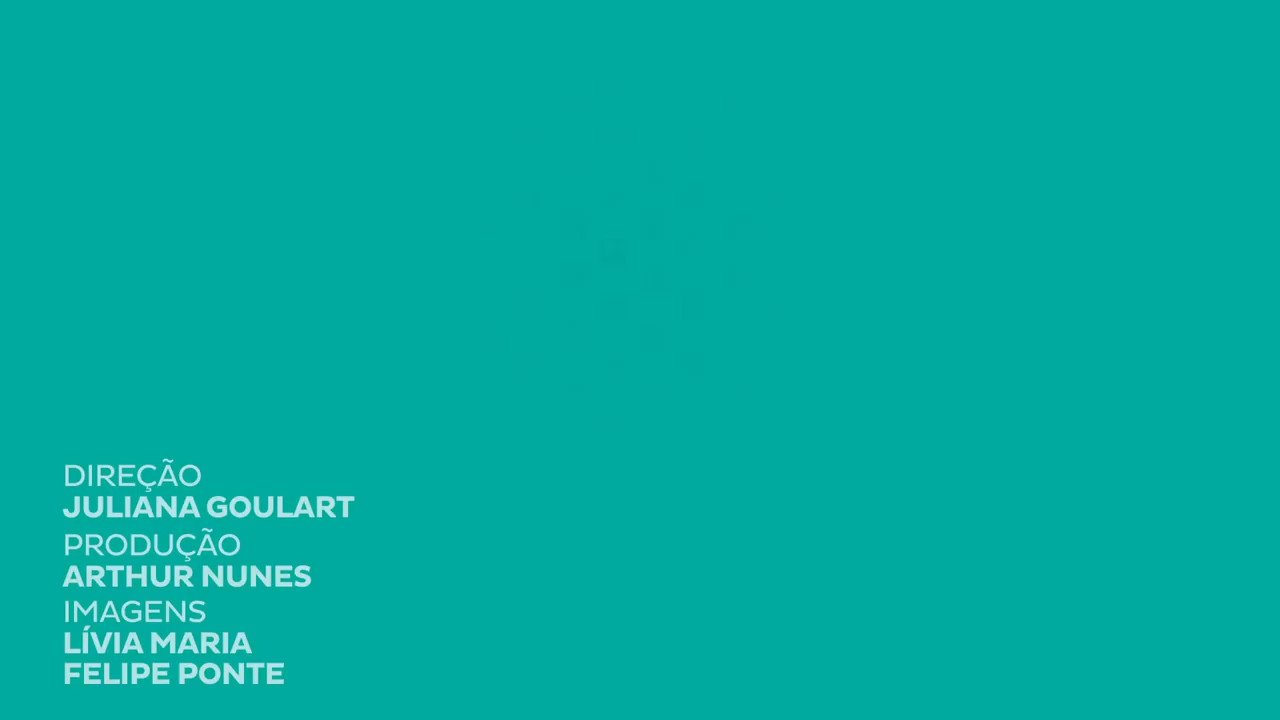 DIREÇÃO
JULIANA GOULART
PRODUÇÃO
ARTHUR NUNES
IMAGENS
LÍVIA MARIA
FELIPE PONTE